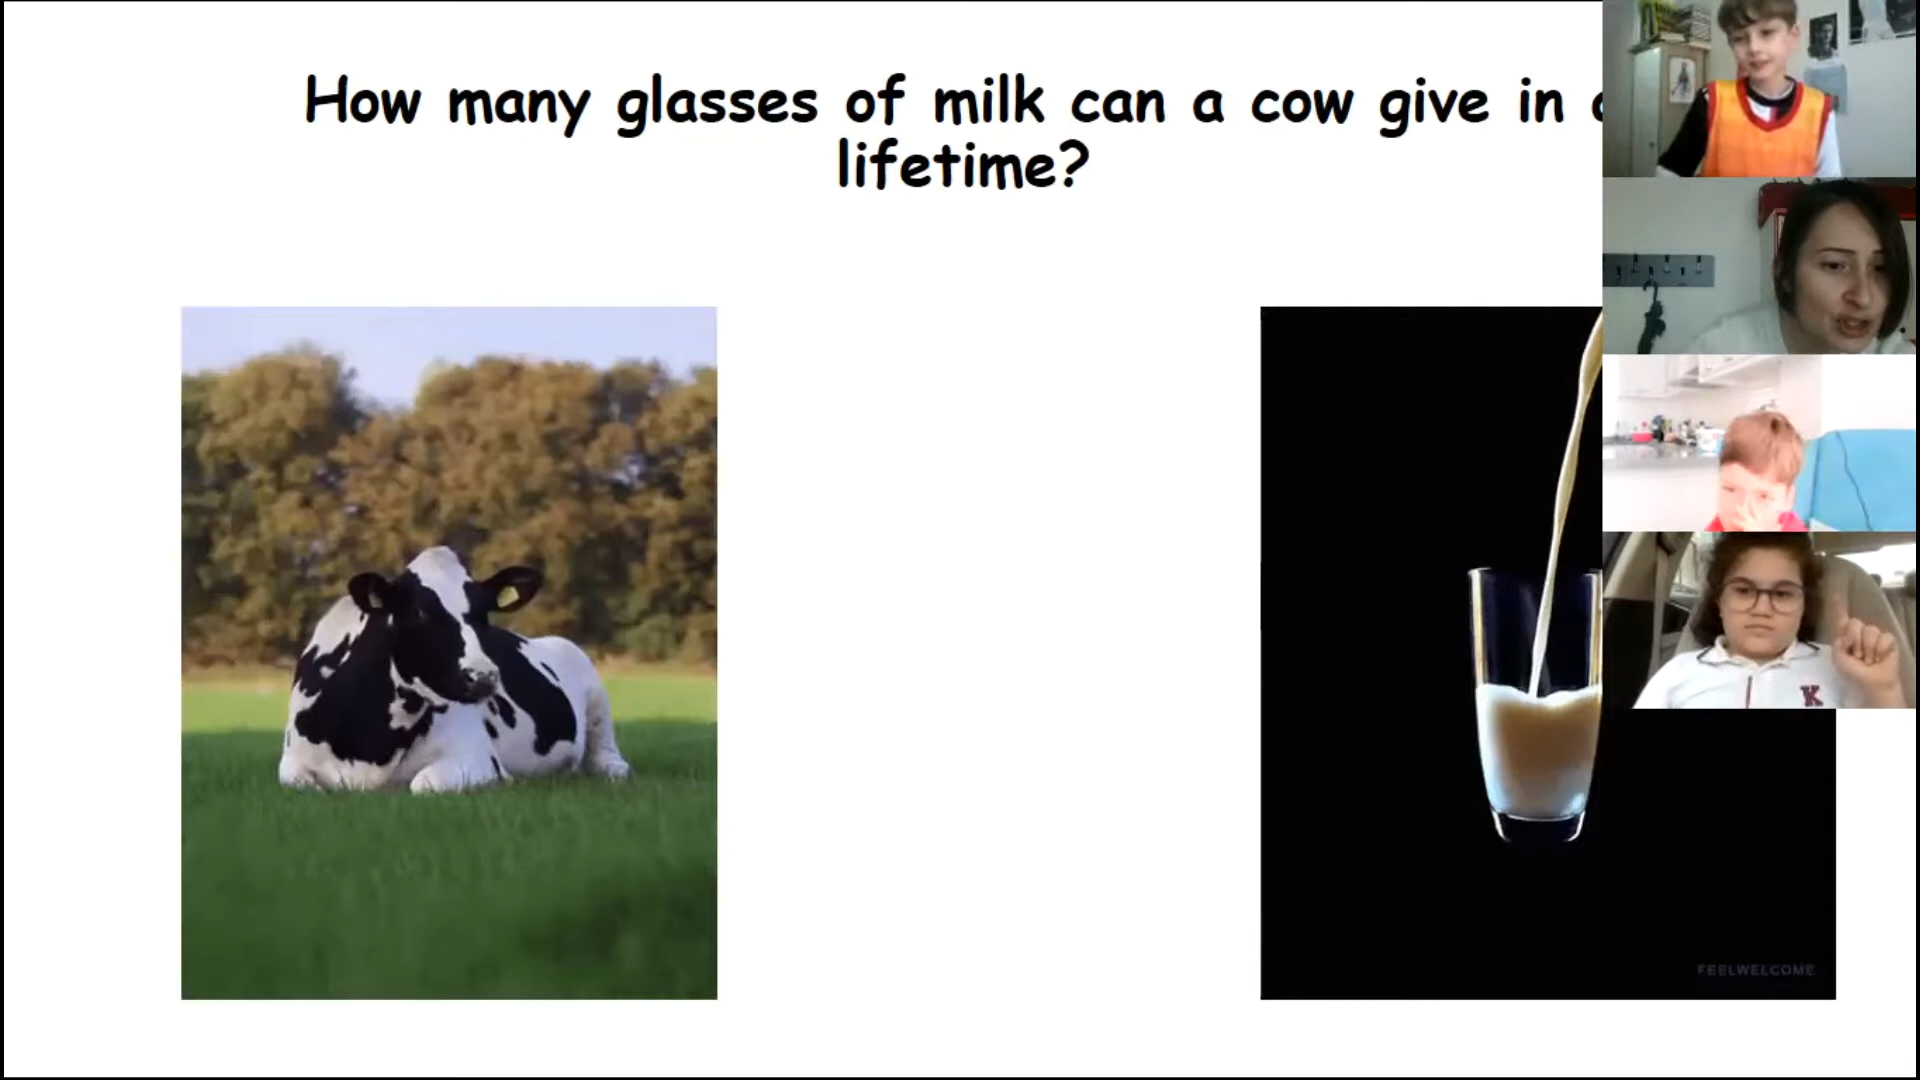 How many glasses of milk can a cow give in
lifetime?
K
FEELWELCOME